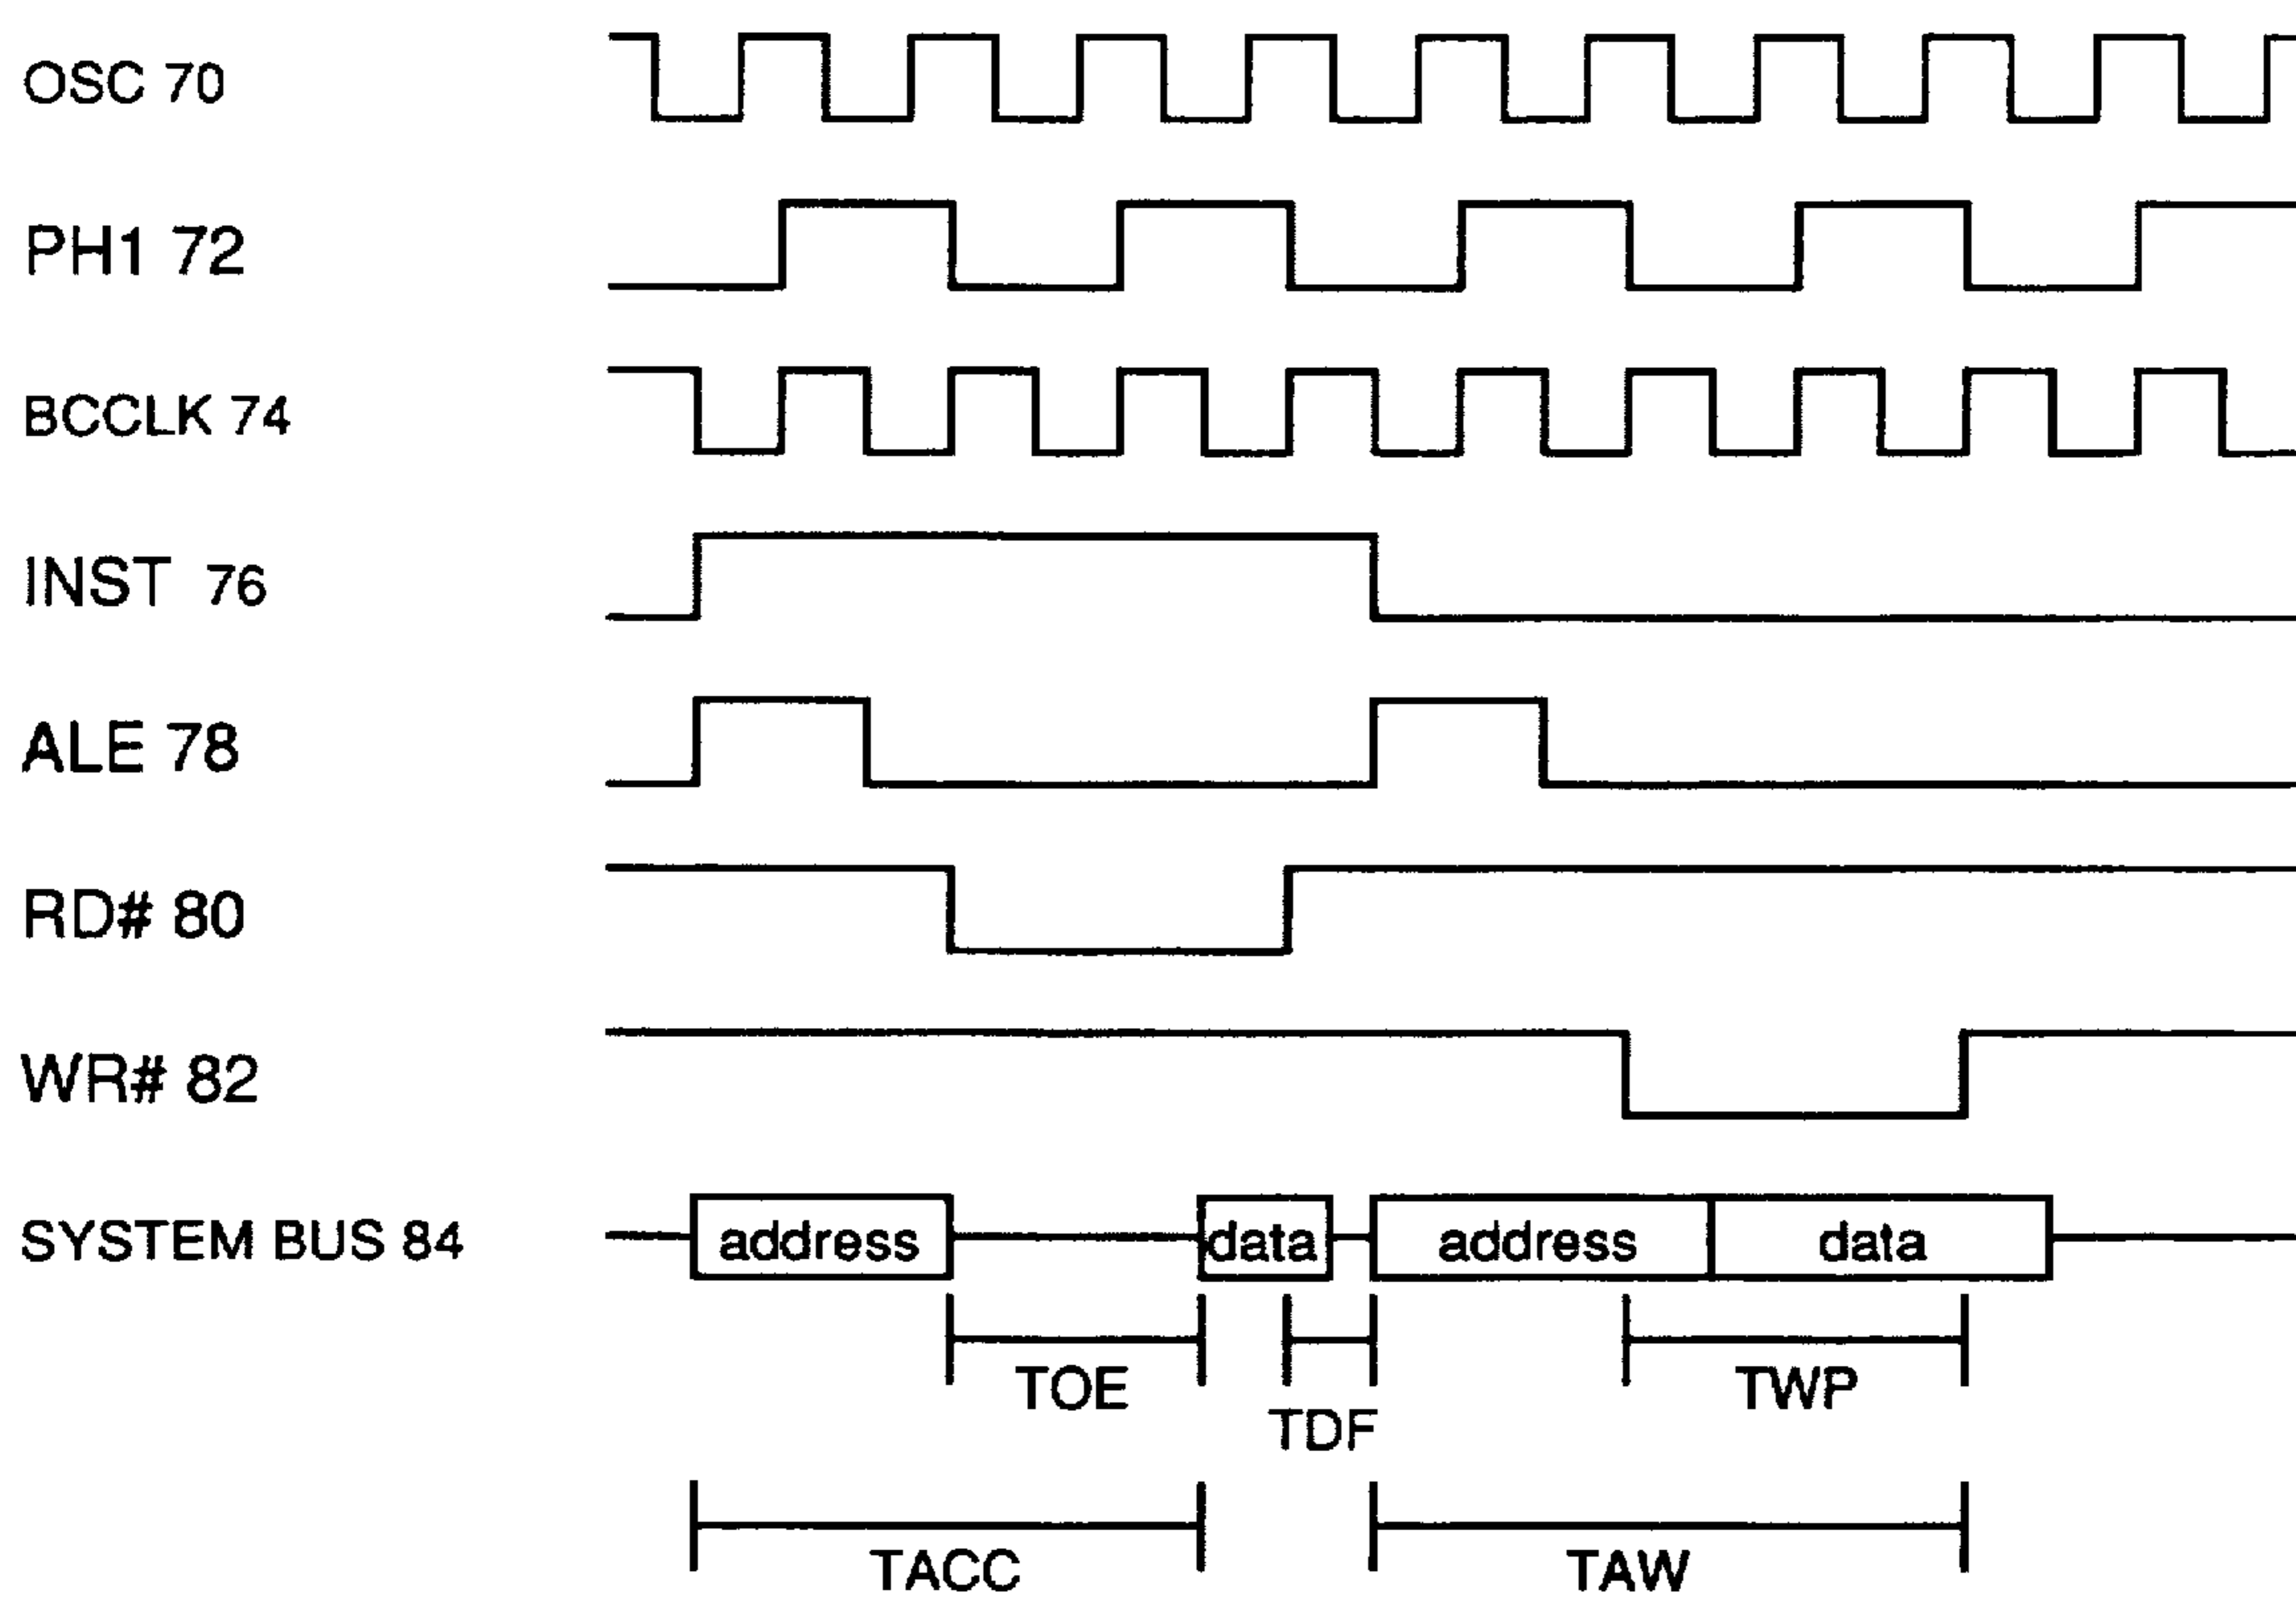 OSC 70
PH1 72
BCCLK 74
INST 76
ALE 78
RD# 80
WR# 82
SYSTEM BUS 84
address
data
address
data
TOE
TWP
TDF
TACC
TAW